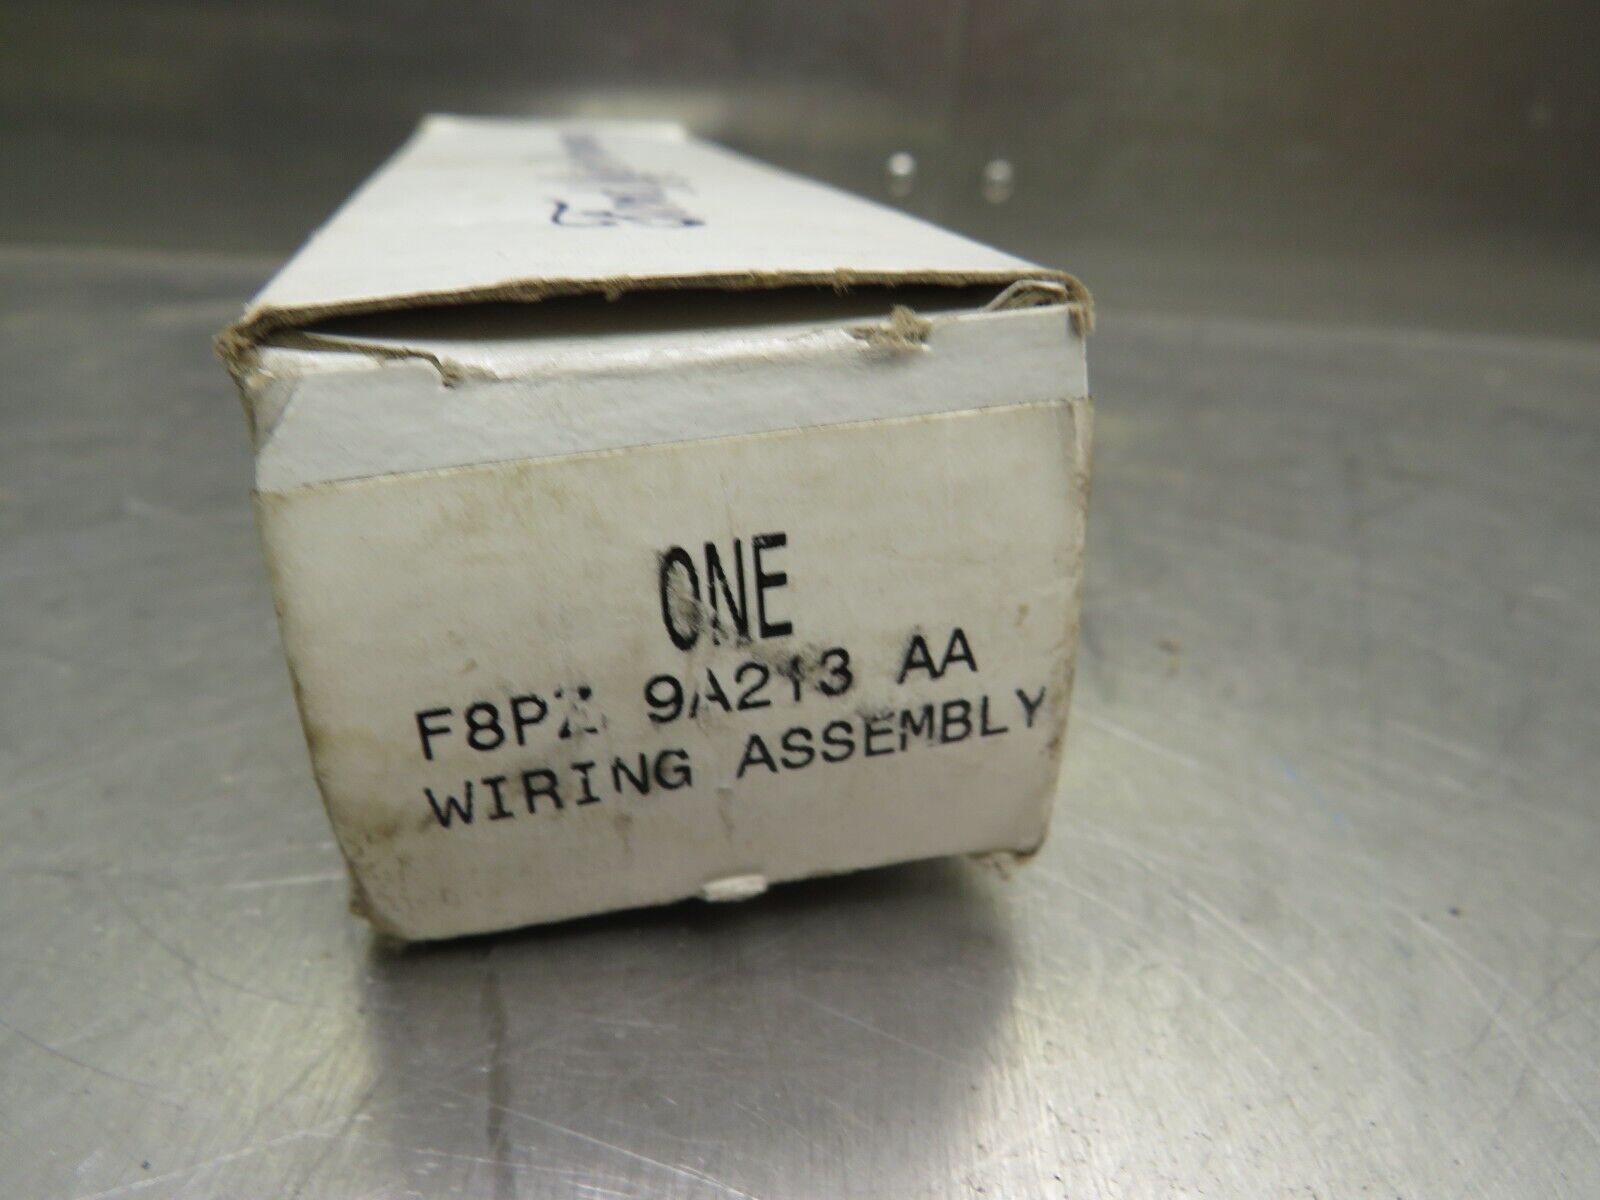 ONE
F8PZ 9A213 AA
WIRING ASSEMBLY